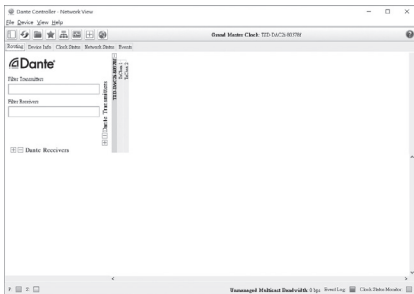 Dante Controller - Network View
File Device View Help
Grand Master Clock: TED-DAC2i-80376f
Routing Device Info Clock Status Network Status Events
Dante
Filter Transmitters
Filter Receivers
Dante Transmitters
Dante Receivers
Unmanaged Multicast Bandwidth: 0 bps Event Log: Clock Status Monitor
P: S: